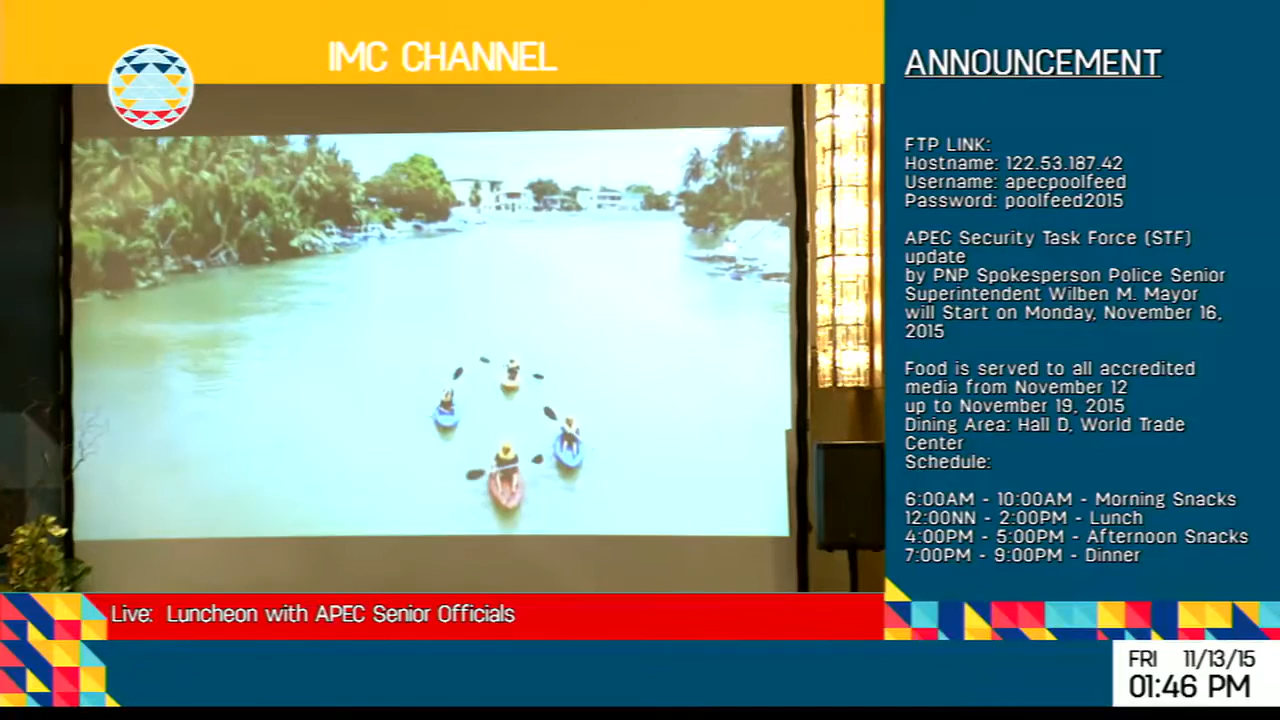 IMC CHANNEL
ANNOUNCEMENT
FTP LINK:
Hostname: 122.53.187.42
Username: apecpoolfeed
Password: poolfeed2015
APEC Security Task Force (STF)
update
by PNP Spokesperson Police Senior
Superintendent Wilben M. Mayor
will Start on Monday, November 16,
2015
Food is served to all accredited
media from November 12
up to November 19, 2015
Dining Area: Hall D, World Trade
Center
Schedule:
6:00AM - 10:00AM - Morning Snacks
12:00NN - 2:00PM - Lunch
4:00PM - 5:00PM - Afternoon Snacks
7:00PM - 9:00PM - Dinner
Live: Luncheon with APEC Senior Officials
FRI 11/13/15
01:46 PM